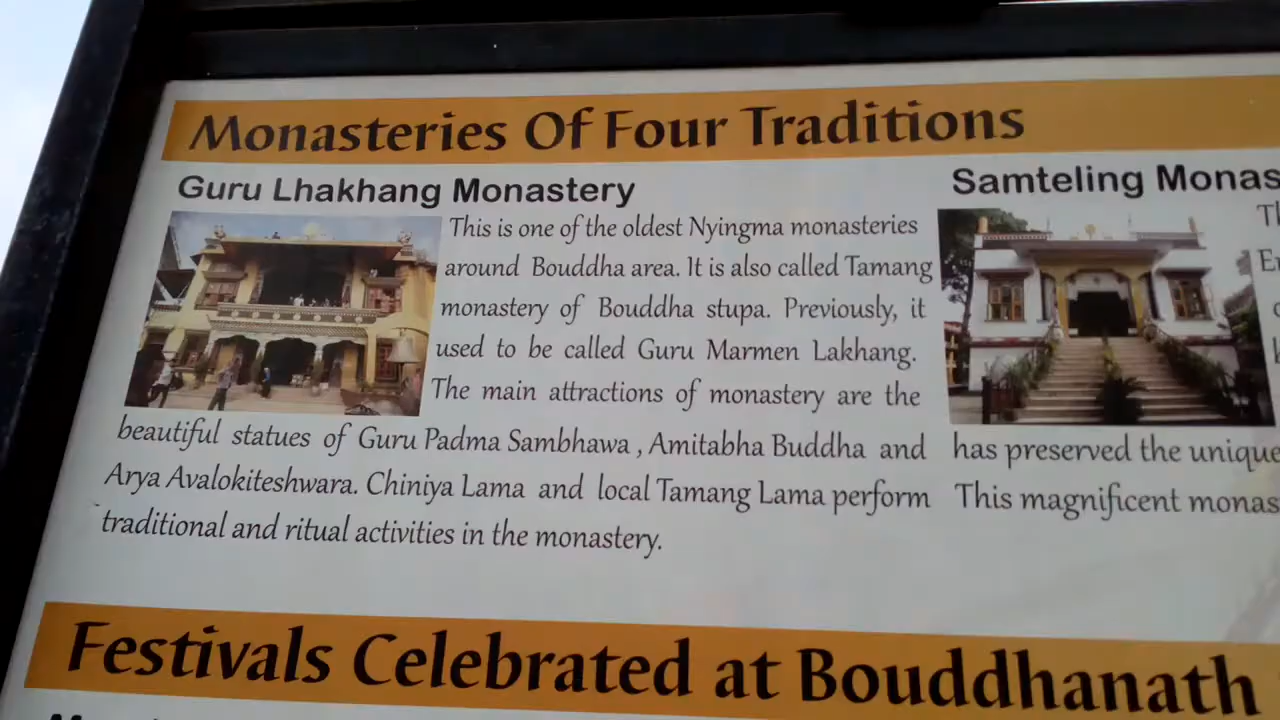 Monasteries Of Four Traditions
Guru Lhakhang Monastery
This is one of the oldest Nyingma monasteries
around Bouddha area. It is also called Tamang
monastery of Bouddha stupa. Previously, it
used to be called Guru Marmen Lakhang.
The main attractions of monastery are the
beautiful statues of Guru Padma Sambhawa , Amitabha Buddha and
Arya Avalokiteshwara. Chiniya Lama and local Tamang Lama perform
traditional and ritual activities in the monastery.
Samteling Monas
has preserved the unique
This magnificent monas
Festivals Celebrated at Bouddhanath